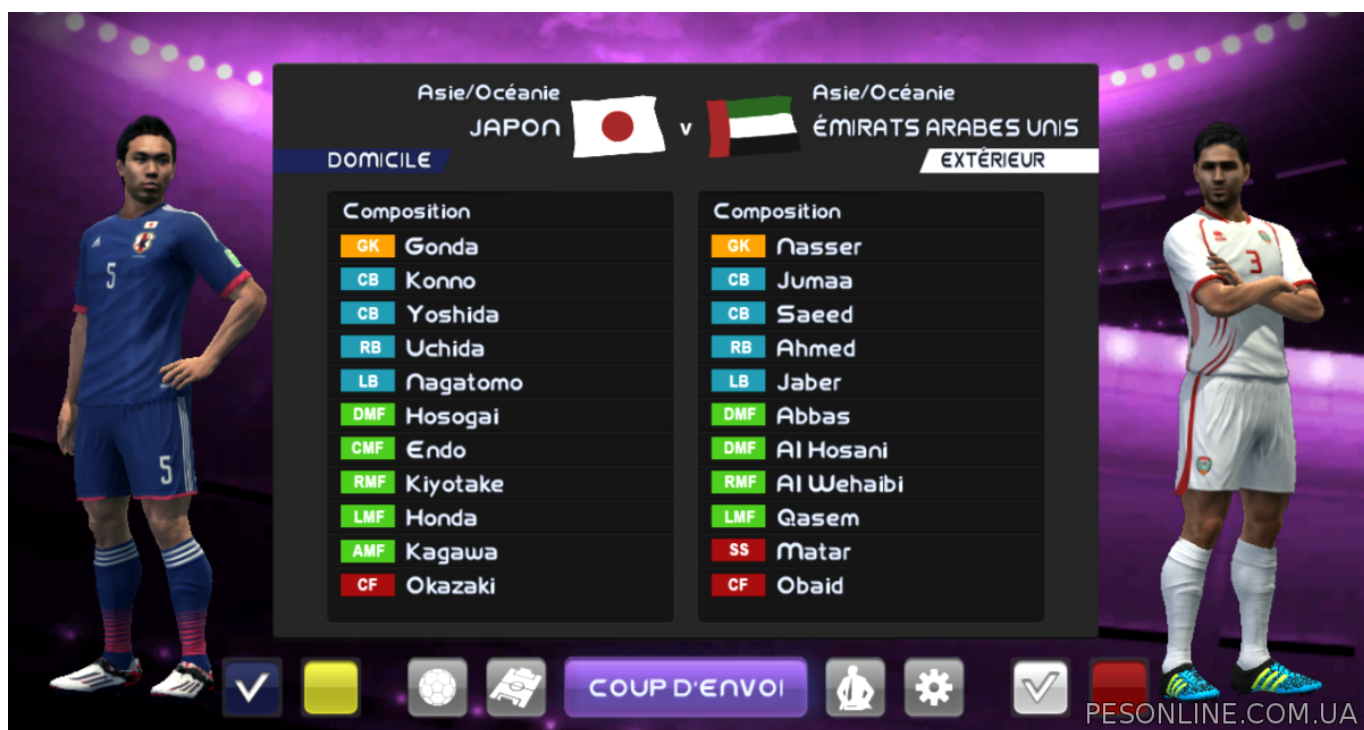 Asie/Océanie
JAPON
v
Asie/Océanie
ÉMIRATS ARABES UNIS
DOMICILE
EXTÉRIEUR
Composition
GK Gonda
CB Konno
CB Yoshida
RB Uchida
LB Nagatomo
DMF Hosogai
CMF Endo
RMF Kiyotake
LMF Honda
AMF Kagawa
CF Okazaki
Composition
GK Nasser
CB Jumaa
CB Saeed
RB Ahmed
LB Jaber
DMF Abbas
DMF Al Hosani
RMF Al Wehaibi
LMF Qasem
SS Matar
CF Obaid
5
5
3
COUP D'ENVOI
PESONLINE.COM.UA